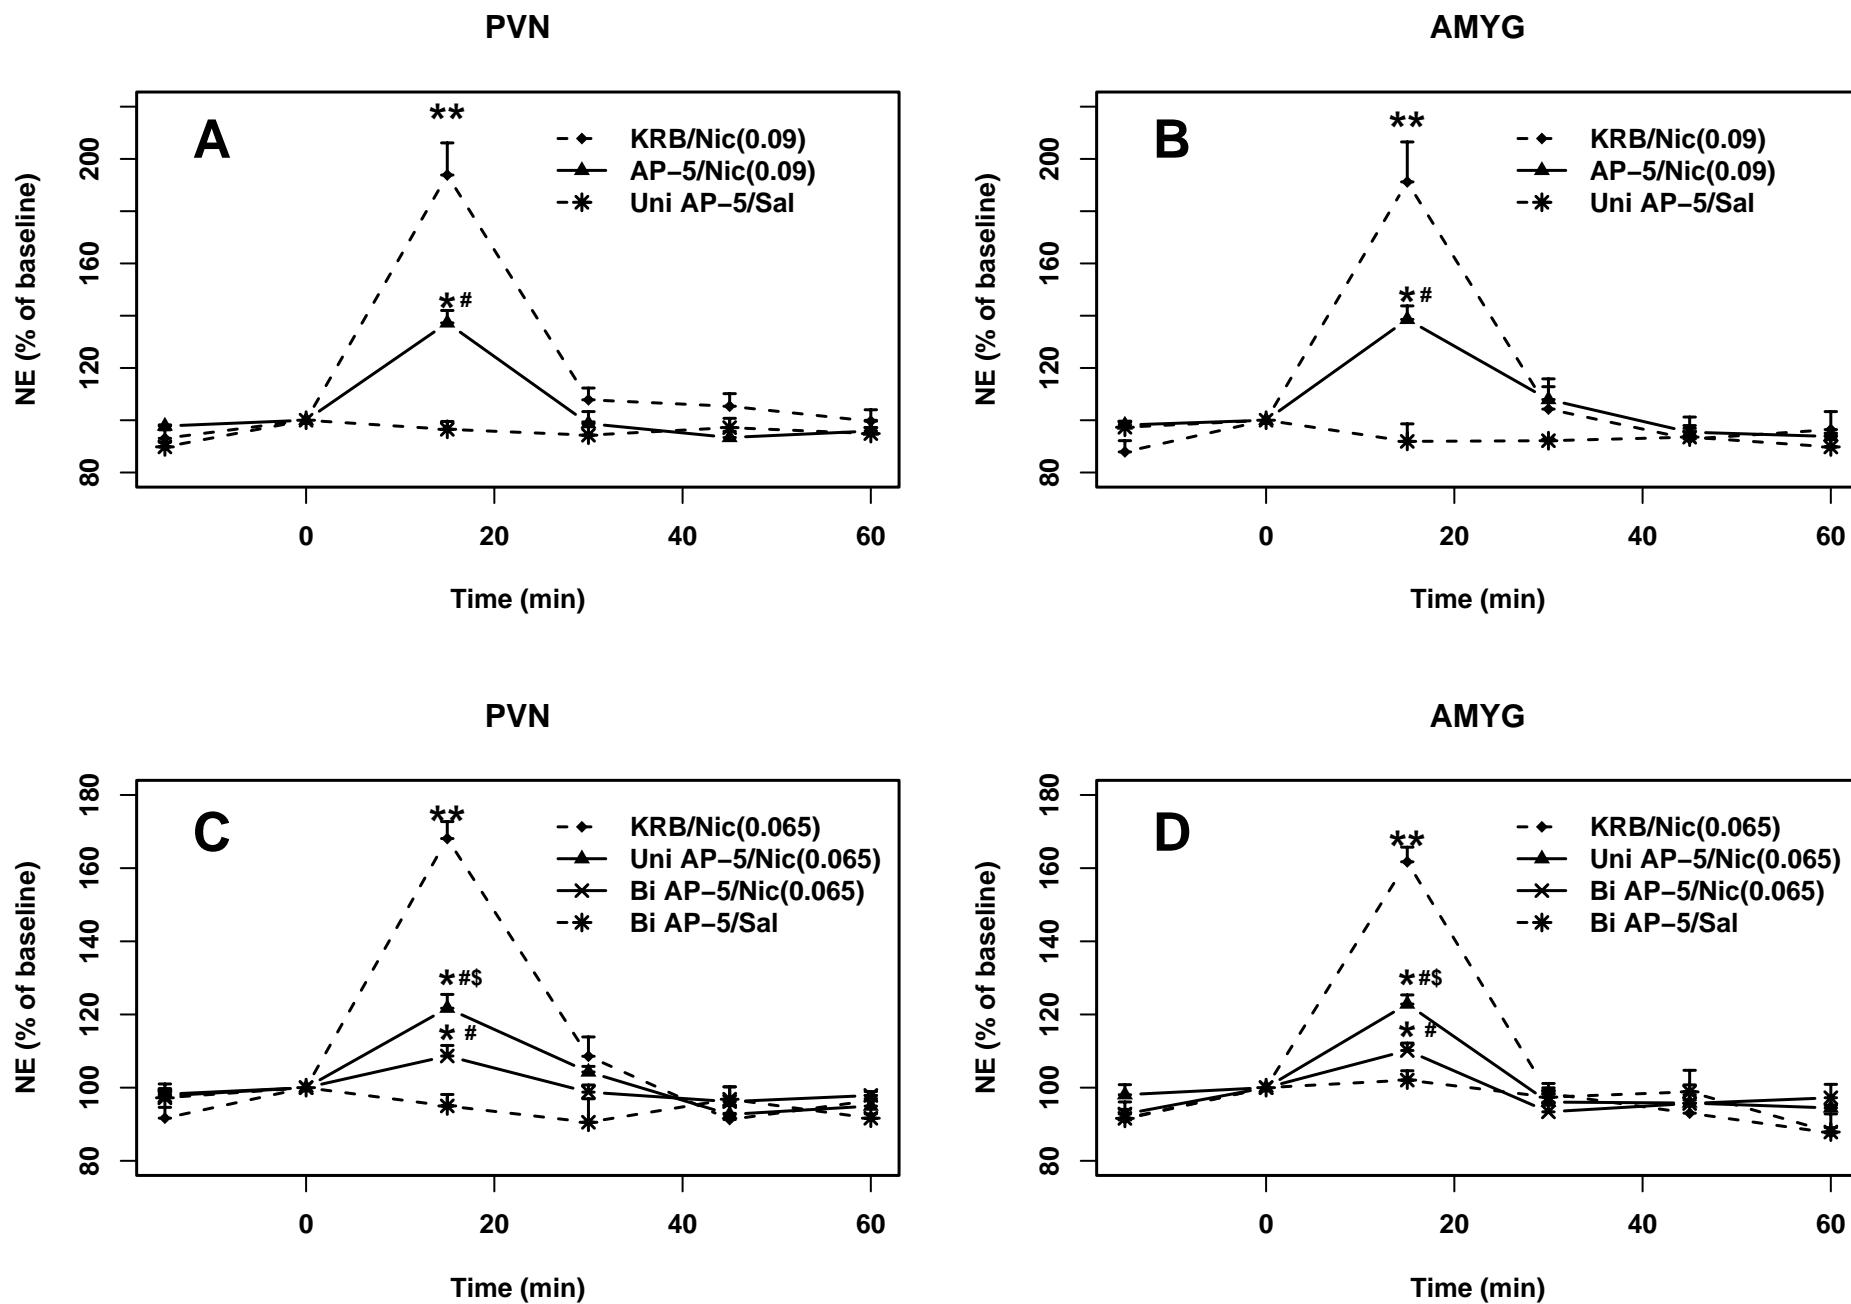 PVN
A
**
* #
KRB/Nic(0.09)
AP−5/Nic(0.09)
Uni AP−5/Sal
NE (% of baseline)
80
120
160
200
0
20
40
60
Time (min)
AMYG
B
**
* #
KRB/Nic(0.09)
AP−5/Nic(0.09)
Uni AP−5/Sal
NE (% of baseline)
80
120
160
200
0
20
40
60
Time (min)
PVN
C
**
* #$
* #
KRB/Nic(0.065)
Uni AP−5/Nic(0.065)
Bi AP−5/Nic(0.065)
Bi AP−5/Sal
NE (% of baseline)
80
100
120
140
160
180
0
20
40
60
Time (min)
AMYG
D
**
* #$
* #
KRB/Nic(0.065)
Uni AP−5/Nic(0.065)
Bi AP−5/Nic(0.065)
Bi AP−5/Sal
NE (% of baseline)
80
100
120
140
160
180
0
20
40
60
Time (min)